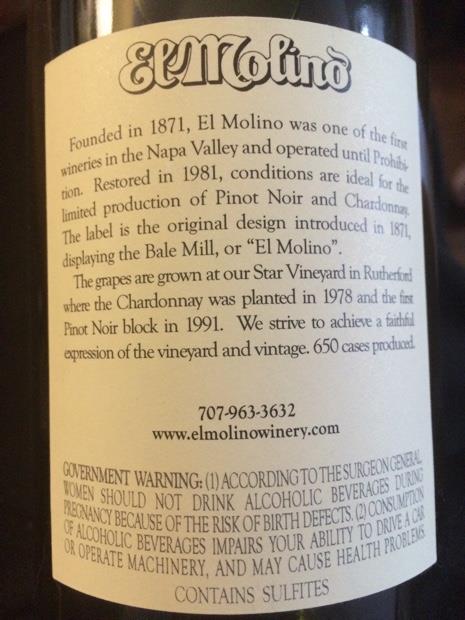 El Molino
Founded in 1871, El Molino was one of the first
wineries in the Napa Valley and operated until Prohibi-
tion. Restored in 1981, conditions are ideal for the
limited production of Pinot Noir and Chardonnay.
The label is the original design introduced in 1871,
displaying the Bale Mill, or “El Molino”.
The grapes are grown at our Star Vineyard in Rutherford
where the Chardonnay was planted in 1978 and the first
Pinot Noir block in 1991. We strive to achieve a faithful
expression of the vineyard and vintage. 650 cases produced.
707-963-3632
www.elmolinowinery.com
GOVERNMENT WARNING: (1) ACCORDING TO THE SURGEON GENERAL,
WOMEN SHOULD NOT DRINK ALCOHOLIC BEVERAGES DURING
PREGNANCY BECAUSE OF THE RISK OF BIRTH DEFECTS. (2) CONSUMPTION
OF ALCOHOLIC BEVERAGES IMPAIRS YOUR ABILITY TO DRIVE A CAR
OR OPERATE MACHINERY, AND MAY CAUSE HEALTH PROBLEMS.
CONTAINS SULFITES